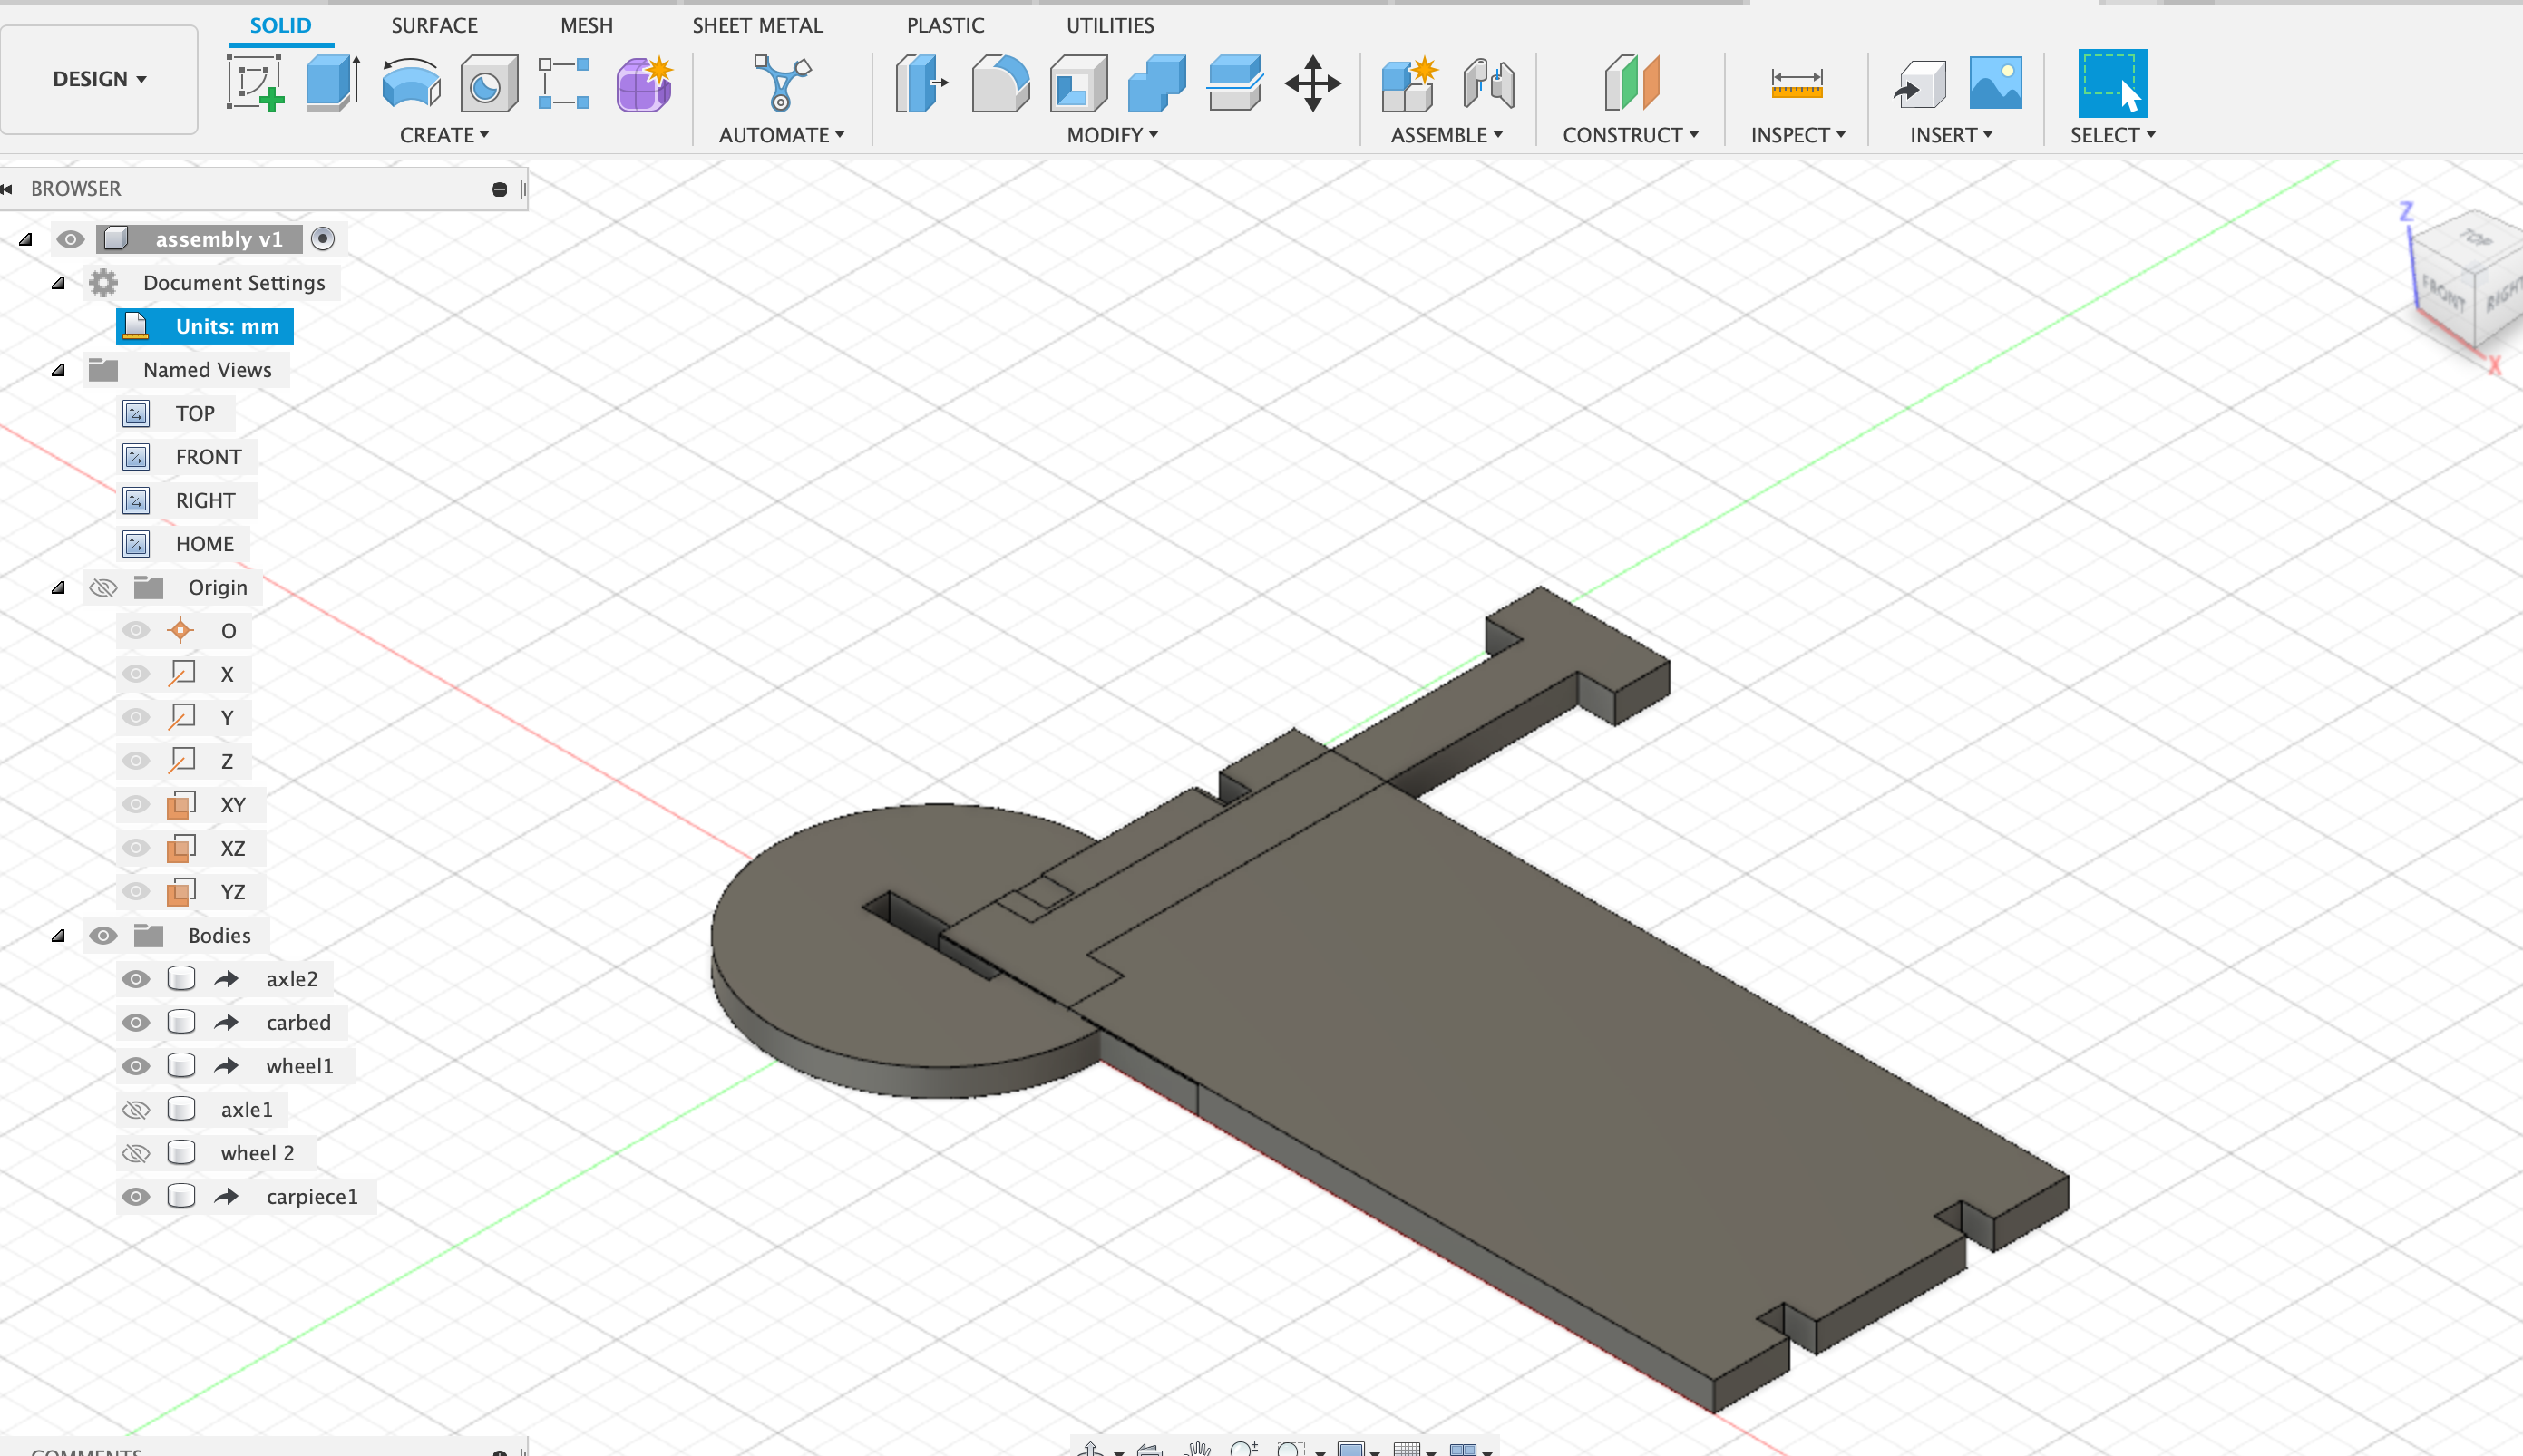 SOLID SURFACE MESH SHEET METAL PLASTIC UTILITIES
DESIGN
CREATE AUTOMATE MODIFY ASSEMBLE CONSTRUCT INSPECT INSERT SELECT
BROWSER
assembly v1
Document Settings
Units: mm
Named Views
TOP
FRONT
RIGHT
HOME
Origin
O
X
Y
Z
XY
XZ
YZ
Bodies
axle2
carbed
wheel1
axle1
wheel 2
carpiece1
COMMENTS
Z
TOP
FRONT RIGHT
X